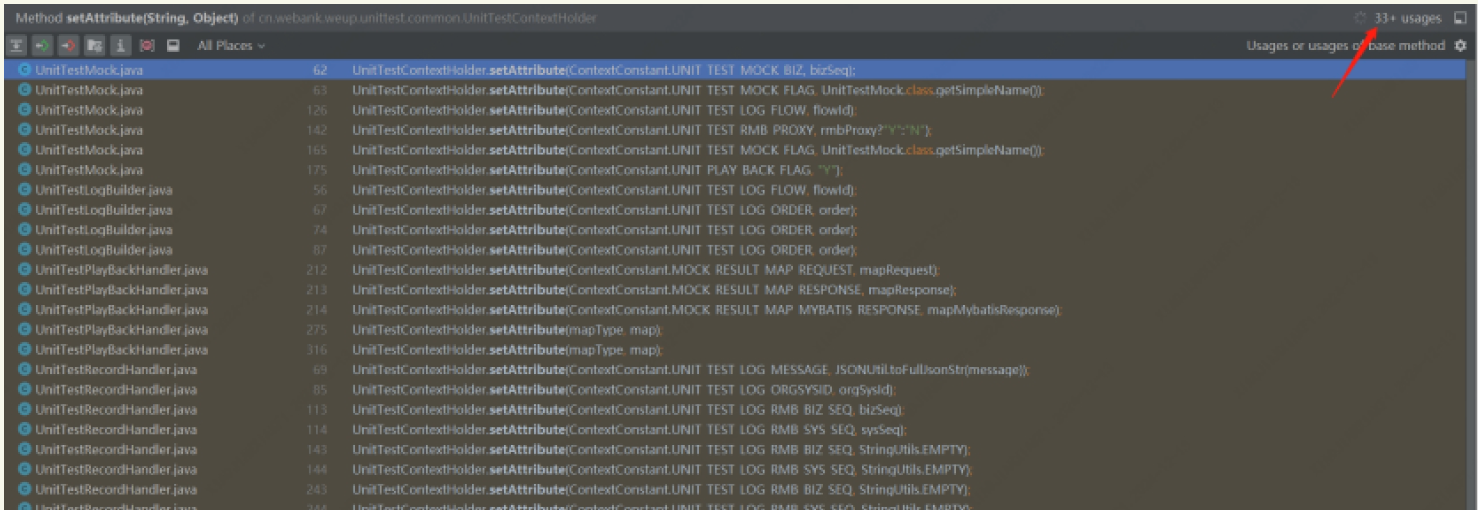 Method setAttribute(String, Object) of cn.webank.weup.unittest.common.UnitTestContextHolder 33+ usages
All Places Usages or usages of base method
UnitTestMock.java 62 UnitTestContextHolder.setAttribute(ContextConstant.UNIT_TEST_MOCK_BIZ, bizSeq);
UnitTestMock.java 63 UnitTestContextHolder.setAttribute(ContextConstant.UNIT_TEST_MOCK_FLAG, UnitTestMock.class.getSimpleName());
UnitTestMock.java 126 UnitTestContextHolder.setAttribute(ContextConstant.UNIT_TEST_LOG_FLOW, flowId);
UnitTestMock.java 142 UnitTestContextHolder.setAttribute(ContextConstant.UNIT_TEST_RMB_PROXY, rmbProxy?"Y":"N");
UnitTestMock.java 165 UnitTestContextHolder.setAttribute(ContextConstant.UNIT_TEST_MOCK_FLAG, UnitTestMock.class.getSimpleName());
UnitTestMock.java 175 UnitTestContextHolder.setAttribute(ContextConstant.UNIT_PLAY_BACK_FLAG, "Y");
UnitTestLogBuilder.java 56 UnitTestContextHolder.setAttribute(ContextConstant.UNIT_TEST_LOG_FLOW, flowId);
UnitTestLogBuilder.java 67 UnitTestContextHolder.setAttribute(ContextConstant.UNIT_TEST_LOG_ORDER, order);
UnitTestLogBuilder.java 74 UnitTestContextHolder.setAttribute(ContextConstant.UNIT_TEST_LOG_ORDER, order);
UnitTestLogBuilder.java 87 UnitTestContextHolder.setAttribute(ContextConstant.UNIT_TEST_LOG_ORDER, order);
UnitTestPlayBackHandler.java 212 UnitTestContextHolder.setAttribute(ContextConstant.MOCK_RESULT_MAP_REQUEST, mapRequest);
UnitTestPlayBackHandler.java 213 UnitTestContextHolder.setAttribute(ContextConstant.MOCK_RESULT_MAP_RESPONSE, mapResponse);
UnitTestPlayBackHandler.java 214 UnitTestContextHolder.setAttribute(ContextConstant.MOCK_RESULT_MAP_MYBATIS_RESPONSE, mapMybatisResponse);
UnitTestPlayBackHandler.java 275 UnitTestContextHolder.setAttribute(mapType, map);
UnitTestPlayBackHandler.java 316 UnitTestContextHolder.setAttribute(mapType, map);
UnitTestRecordHandler.java 69 UnitTestContextHolder.setAttribute(ContextConstant.UNIT_TEST_LOG_MESSAGE, JSONUtil.toFullJsonStr(message));
UnitTestRecordHandler.java 85 UnitTestContextHolder.setAttribute(ContextConstant.UNIT_TEST_LOG_ORGSYSID, orgSysId);
UnitTestRecordHandler.java 113 UnitTestContextHolder.setAttribute(ContextConstant.UNIT_TEST_LOG_RMB_BIZ_SEQ, bizSeq);
UnitTestRecordHandler.java 114 UnitTestContextHolder.setAttribute(ContextConstant.UNIT_TEST_LOG_RMB_SYS_SEQ, sysSeq);
UnitTestRecordHandler.java 143 UnitTestContextHolder.setAttribute(ContextConstant.UNIT_TEST_LOG_RMB_BIZ_SEQ, StringUtils.EMPTY);
UnitTestRecordHandler.java 144 UnitTestContextHolder.setAttribute(ContextConstant.UNIT_TEST_LOG_RMB_SYS_SEQ, StringUtils.EMPTY);
UnitTestRecordHandler.java 243 UnitTestContextHolder.setAttribute(ContextConstant.UNIT_TEST_LOG_RMB_BIZ_SEQ, StringUtils.EMPTY);
UnitTestRecordHandler.java 244 UnitTestContextHolder.setAttribute(ContextConstant.UNIT_TEST_LOG_RMB_SYS_SEQ, StringUtils.EMPTY);